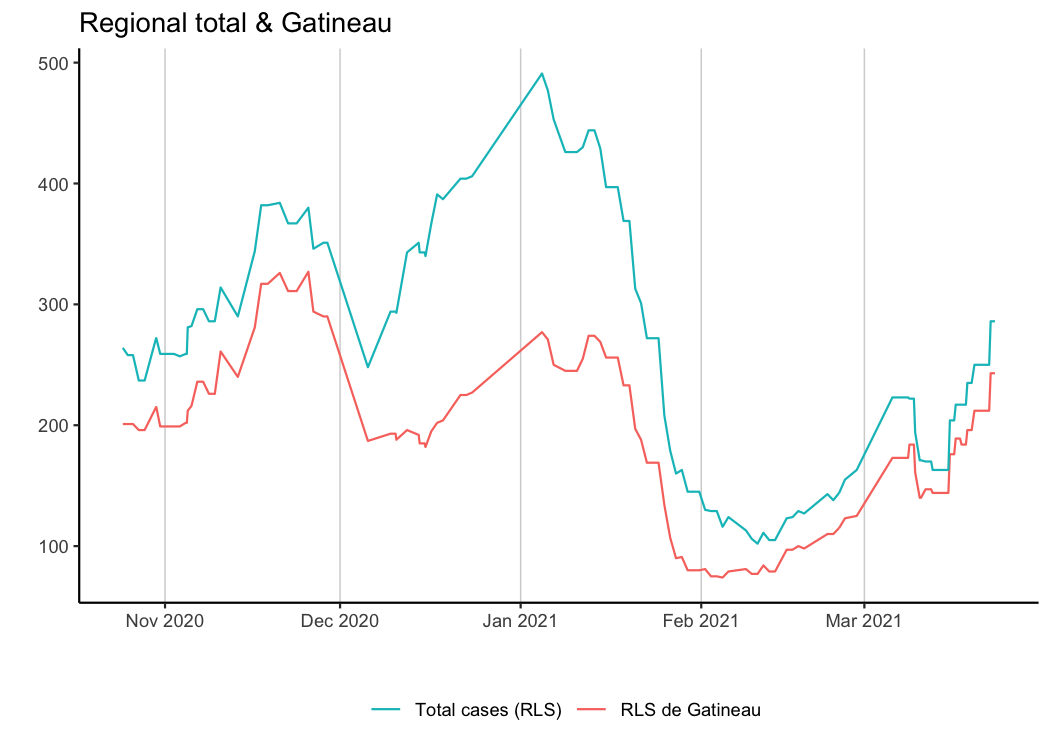 Regional total & Gatineau
500
400
300
200
100
Nov 2020 Dec 2020 Jan 2021 Feb 2021 Mar 2021
Total cases (RLS) RLS de Gatineau